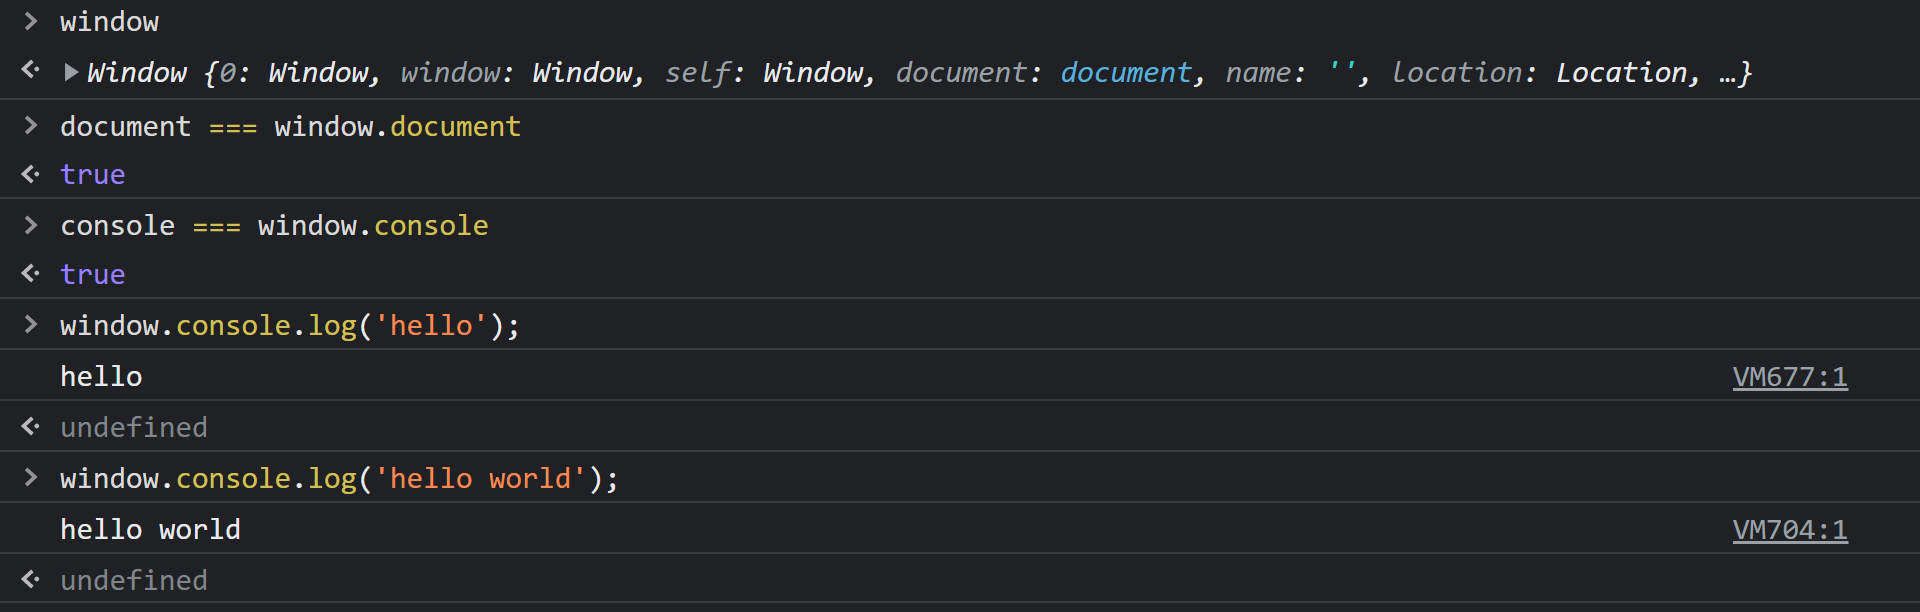 window
Window {0: Window, window: Window, self: Window, document: document, name: '', location: Location, …}
document === window.document
true
console === window.console
true
window.console.log('hello');
hello VM677:1
undefined
window.console.log('hello world');
hello world VM704:1
undefined